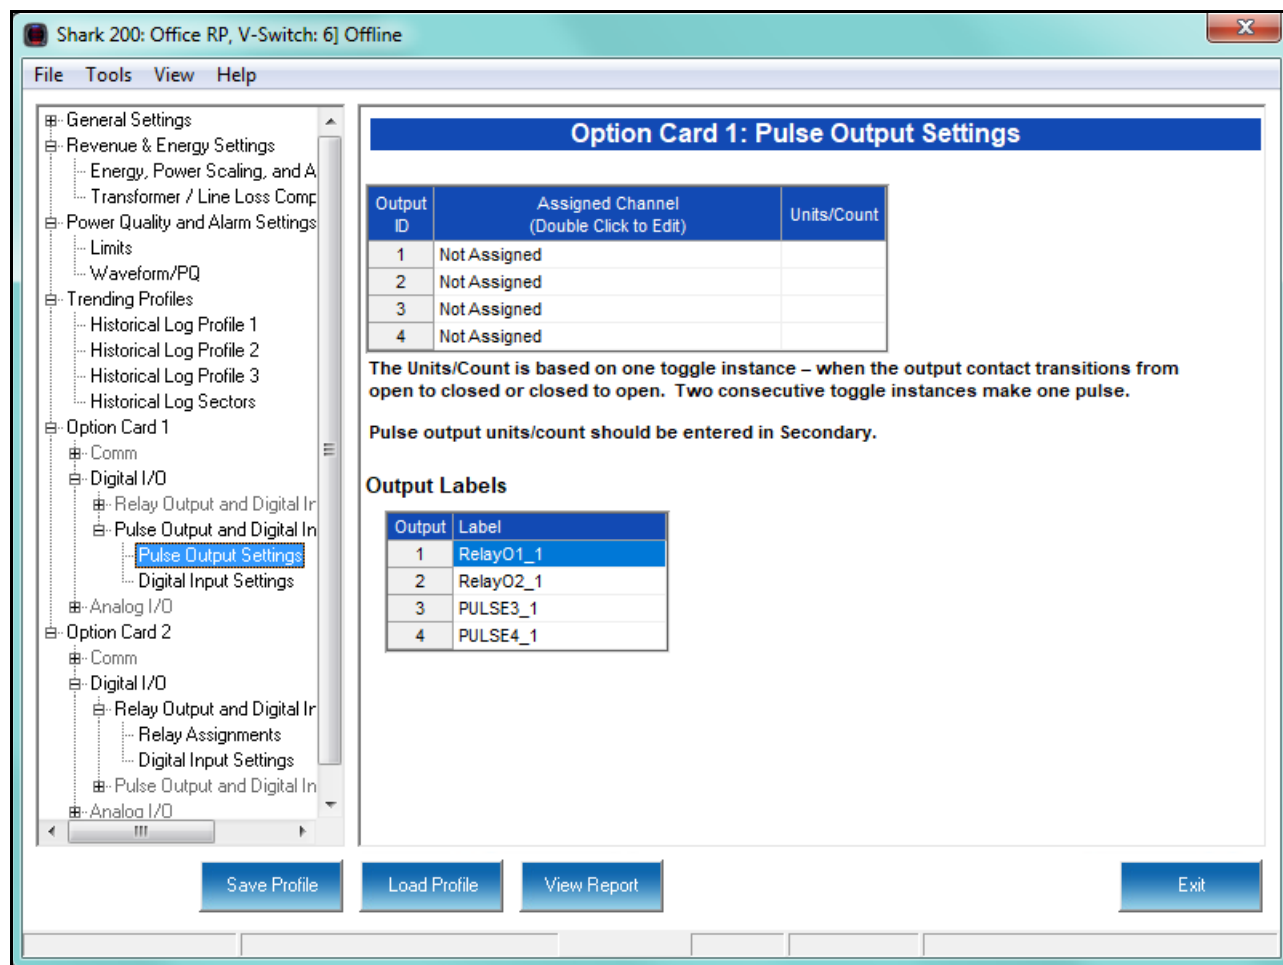 Shark 200: Office RP, V-Switch: 6] Offline
File Tools View Help
General Settings
Revenue & Energy Settings
Energy, Power Scaling, and A
Transformer / Line Loss Comp
Power Quality and Alarm Settings
Limits
Waveform/PQ
Trending Profiles
Historical Log Profile 1
Historical Log Profile 2
Historical Log Profile 3
Historical Log Sectors
Option Card 1
Comm
Digital I/O
Relay Output and Digital In
Pulse Output and Digital In
Pulse Output Settings
Digital Input Settings
Analog I/O
Option Card 2
Comm
Digital I/O
Relay Output and Digital In
Relay Assignments
Digital Input Settings
Pulse Output and Digital In
Analog I/O
Option Card 1: Pulse Output Settings
Output ID Assigned Channel (Double Click to Edit) Units/Count
1 Not Assigned
2 Not Assigned
3 Not Assigned
4 Not Assigned
The Units/Count is based on one toggle instance – when the output contact transitions from
open to closed or closed to open. Two consecutive toggle instances make one pulse.
Pulse output units/count should be entered in Secondary.
Output Labels
Output Label
1 RelayO1_1
2 RelayO2_1
3 PULSE3_1
4 PULSE4_1
Save Profile Load Profile View Report Exit